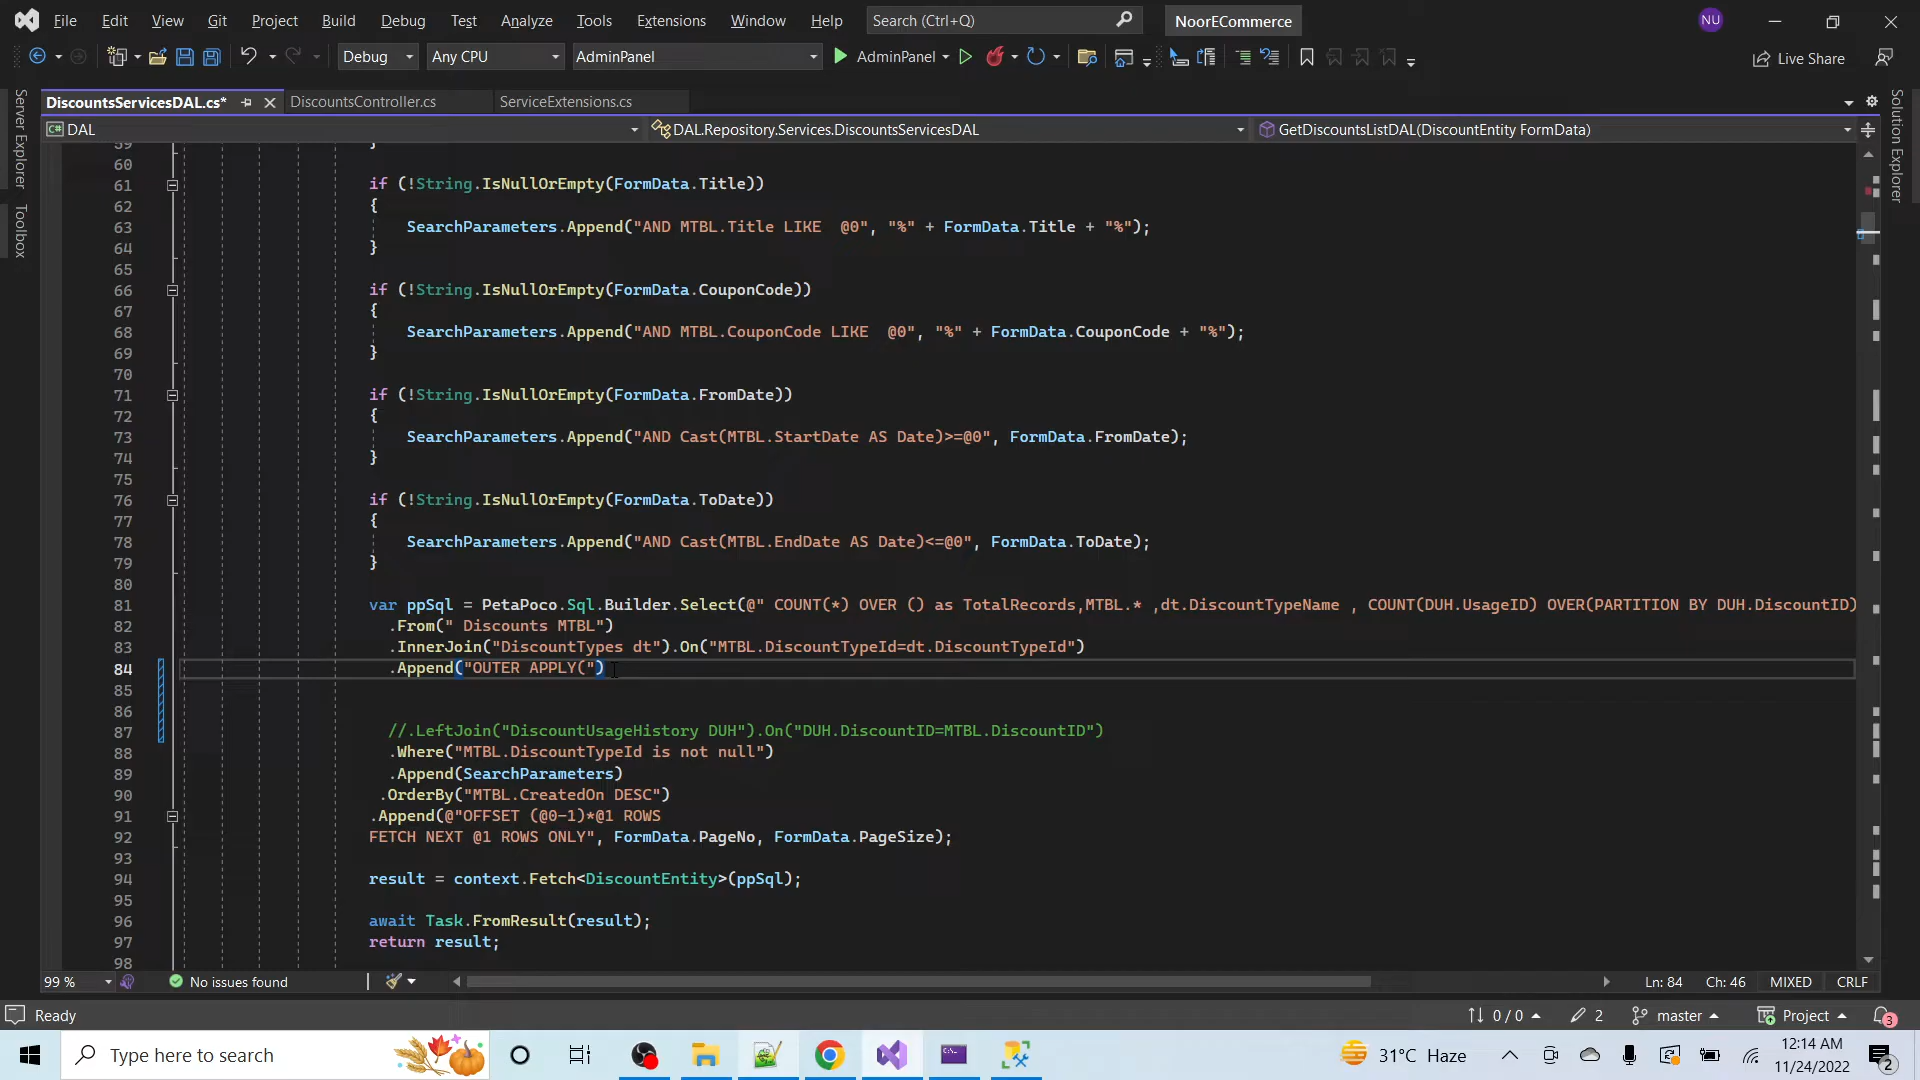 File Edit View Git Project Build Debug Test Analyze Tools Extensions Window Help Search (Ctrl+Q) NoorECommerce NU
Debug Any CPU AdminPanel AdminPanel Live Share
DiscountsServicesDAL.cs* DiscountsController.cs ServiceExtensions.cs
C# DAL DAL.Repository.Services.DiscountsServicesDAL GetDiscountsListDAL(DiscountEntity FormData)
Server Explorer
Toolbox
Solution Explorer
59 }
60
61 if (!String.IsNullOrEmpty(FormData.Title))
62 {
63 SearchParameters.Append("AND MTBL.Title LIKE  @0", "%" + FormData.Title + "%");
64 }
65
66 if (!String.IsNullOrEmpty(FormData.CouponCode))
67 {
68 SearchParameters.Append("AND MTBL.CouponCode LIKE  @0", "%" + FormData.CouponCode + "%");
69 }
70
71 if (!String.IsNullOrEmpty(FormData.FromDate))
72 {
73 SearchParameters.Append("AND Cast(MTBL.StartDate AS Date)>=@0", FormData.FromDate);
74 }
75
76 if (!String.IsNullOrEmpty(FormData.ToDate))
77 {
78 SearchParameters.Append("AND Cast(MTBL.EndDate AS Date)<=@0", FormData.ToDate);
79 }
80
81 var ppSql = PetaPoco.Sql.Builder.Select(@" COUNT(*) OVER () as TotalRecords,MTBL.* ,dt.DiscountTypeName , COUNT(DUH.UsageID) OVER(PARTITION BY DUH.DiscountID)
82 .From(" Discounts MTBL")
83 .InnerJoin("DiscountTypes dt").On("MTBL.DiscountTypeId=dt.DiscountTypeId")
84 .Append("OUTER APPLY(")
85
86
87 //.LeftJoin("DiscountUsageHistory DUH").On("DUH.DiscountID=MTBL.DiscountID")
88 .Where("MTBL.DiscountTypeId is not null")
89 .Append(SearchParameters)
90 .OrderBy("MTBL.CreatedOn DESC")
91 .Append(@"OFFSET (@0-1)*@1 ROWS
92 FETCH NEXT @1 ROWS ONLY", FormData.PageNo, FormData.PageSize);
93
94 result = context.Fetch<DiscountEntity>(ppSql);
95
96 await Task.FromResult(result);
97 return result;
98
99 % No issues found Ln: 84 Ch: 46 MIXED CRLF
Ready 0 / 0 2 master Project 3
Type here to search 31°C Haze 12:14 AM
11/24/2022 2